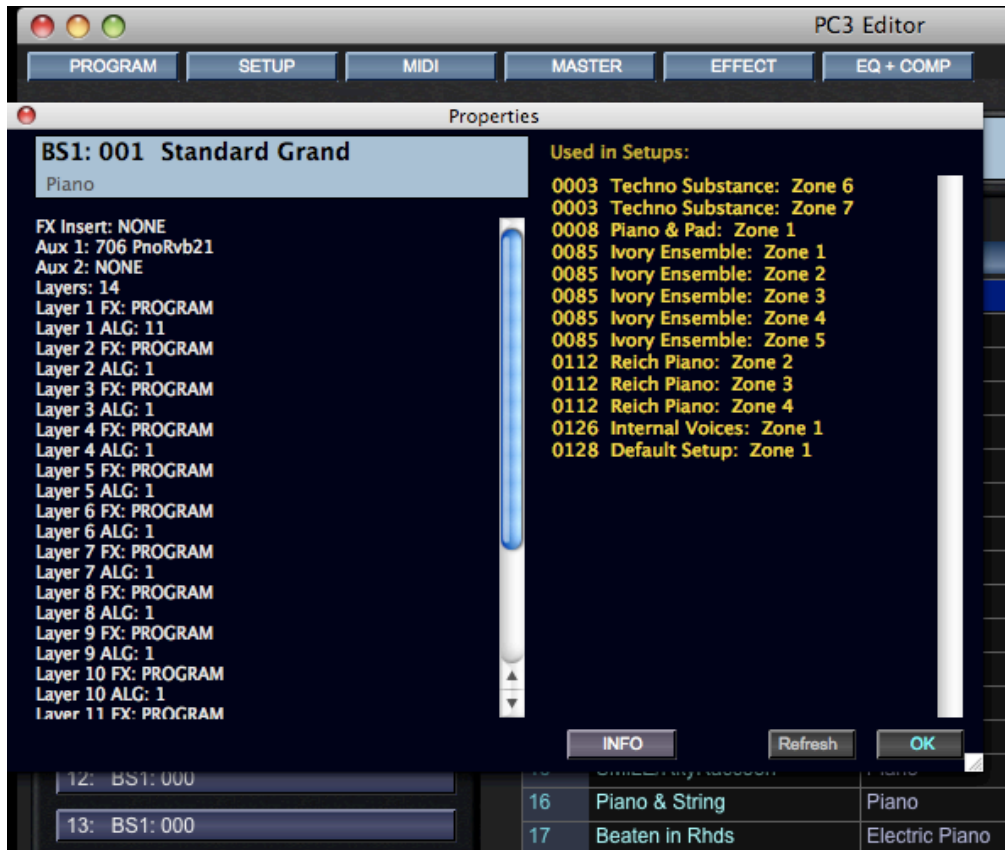 PC3 Editor
PROGRAM SETUP MIDI MASTER EFFECT EQ + COMP
Properties
BS1: 001 Standard Grand
Piano
FX Insert: NONE
Aux 1: 706 PnoRvb21
Aux 2: NONE
Layers: 14
Layer 1 FX: PROGRAM
Layer 1 ALG: 11
Layer 2 FX: PROGRAM
Layer 2 ALG: 1
Layer 3 FX: PROGRAM
Layer 3 ALG: 1
Layer 4 FX: PROGRAM
Layer 4 ALG: 1
Layer 5 FX: PROGRAM
Layer 5 ALG: 1
Layer 6 FX: PROGRAM
Layer 6 ALG: 1
Layer 7 FX: PROGRAM
Layer 7 ALG: 1
Layer 8 FX: PROGRAM
Layer 8 ALG: 1
Layer 9 FX: PROGRAM
Layer 9 ALG: 1
Layer 10 FX: PROGRAM
Layer 10 ALG: 1
Layer 11 FX: PROGRAM
Used in Setups:
0003 Techno Substance: Zone 6
0003 Techno Substance: Zone 7
0008 Piano & Pad: Zone 1
0085 Ivory Ensemble: Zone 1
0085 Ivory Ensemble: Zone 2
0085 Ivory Ensemble: Zone 3
0085 Ivory Ensemble: Zone 4
0085 Ivory Ensemble: Zone 5
0112 Reich Piano: Zone 2
0112 Reich Piano: Zone 3
0112 Reich Piano: Zone 4
0126 Internal Voices: Zone 1
0128 Default Setup: Zone 1
INFO Refresh OK
12: BS1: 000
13: BS1: 000
16 Piano & String Piano
17 Beaten in Rhds Electric Piano